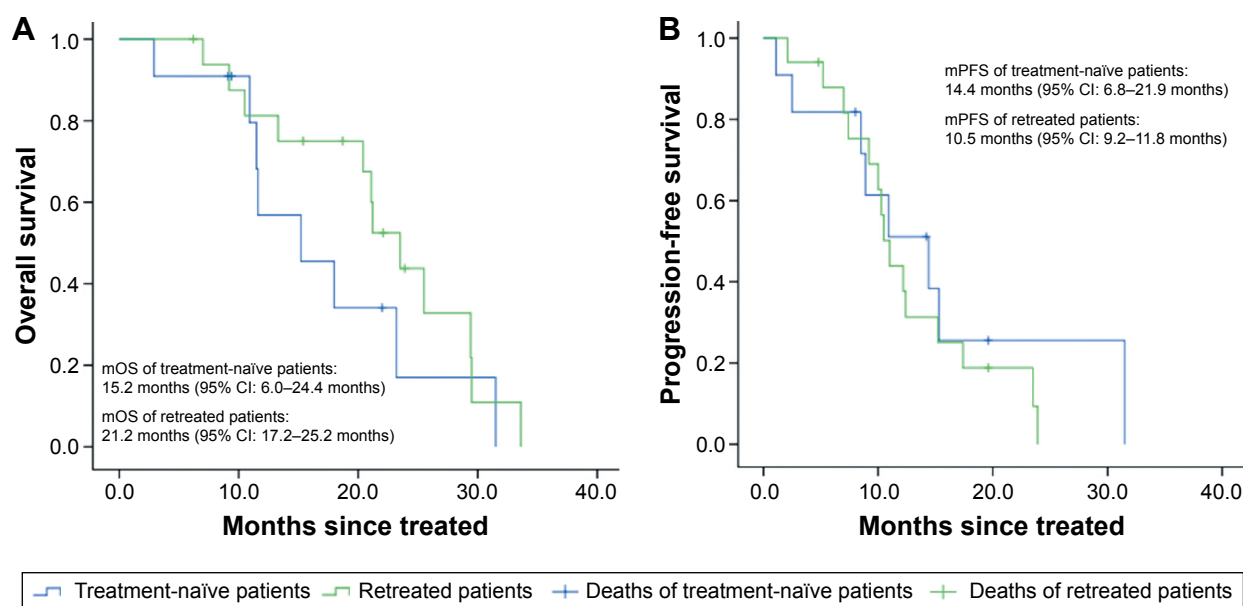 A
Overall survival
1.0
0.8
0.6
0.4
0.2
0.0
mOS of treatment-naïve patients:
15.2 months (95% CI: 6.0–24.4 months)
mOS of retreated patients:
21.2 months (95% CI: 17.2–25.2 months)
0.0 10.0 20.0 30.0 40.0
Months since treated
B
Progression-free survival
1.0
0.8
0.6
0.4
0.2
0.0
mPFS of treatment-naïve patients:
14.4 months (95% CI: 6.8–21.9 months)
mPFS of retreated patients:
10.5 months (95% CI: 9.2–11.8 months)
0.0 10.0 20.0 30.0 40.0
Months since treated
Treatment-naïve patients Retreated patients Deaths of treatment-naïve patients Deaths of retreated patients